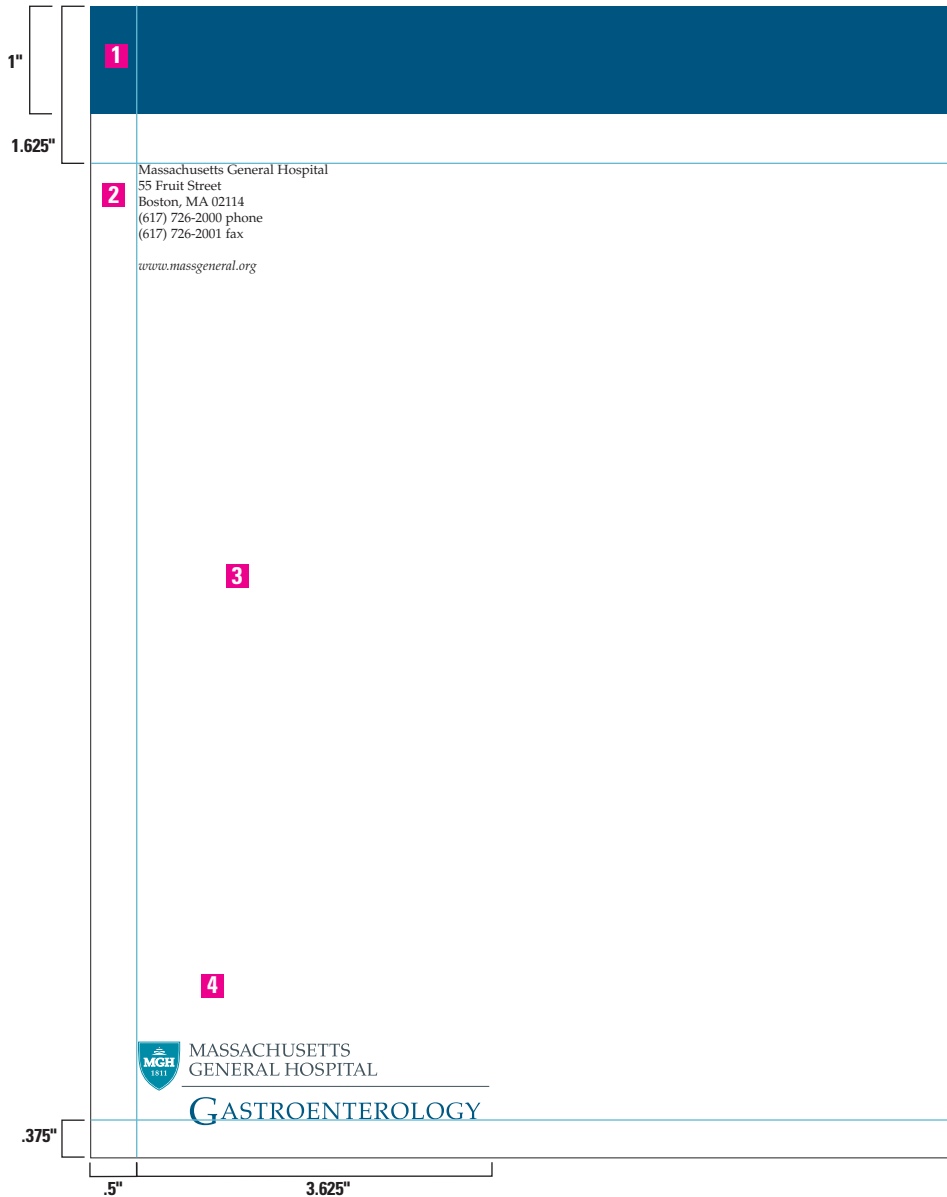 1"
1
1.625"
Massachusetts General Hospital
2
55 Fruit Street
Boston, MA 02114
(617) 726-2000 phone
(617) 726-2001 fax
www.massgeneral.org
3
4
MGH
1811
MASSACHUSETTS
GENERAL HOSPITAL
GASTROENTEROLOGY
.375"
.5"
3.625"